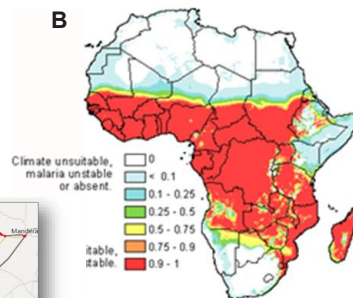 B
Climate unsuitable,
malaria unstable
or absent.
0
< 0.1
0.1 - 0.25
0.25 - 0.5
0.5 - 0.75
0.75 - 0.9
0.9 - 1
itable,
stable.
Mandera